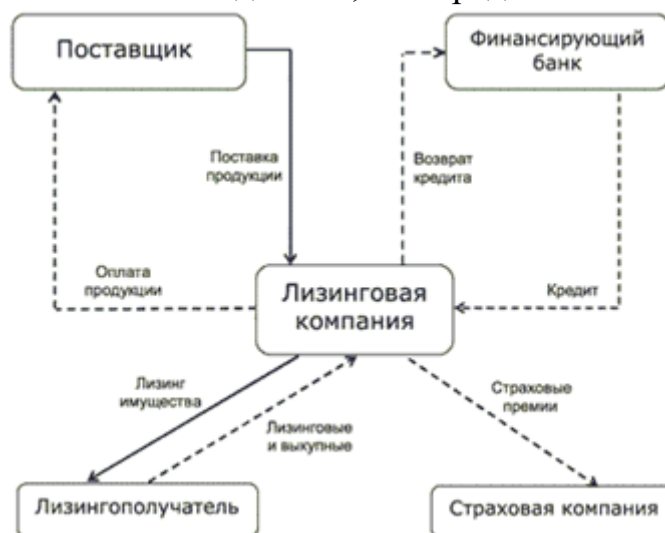 Поставщик
Финансирующий
банк
Поставка
продукции
Возврат
кредита
Оплата
продукции
Лизинговая
компания
Кредит
Лизинг
имущества
Лизинговые
и выкупные
Страховые
премии
Лизингополучатель
Страховая компания